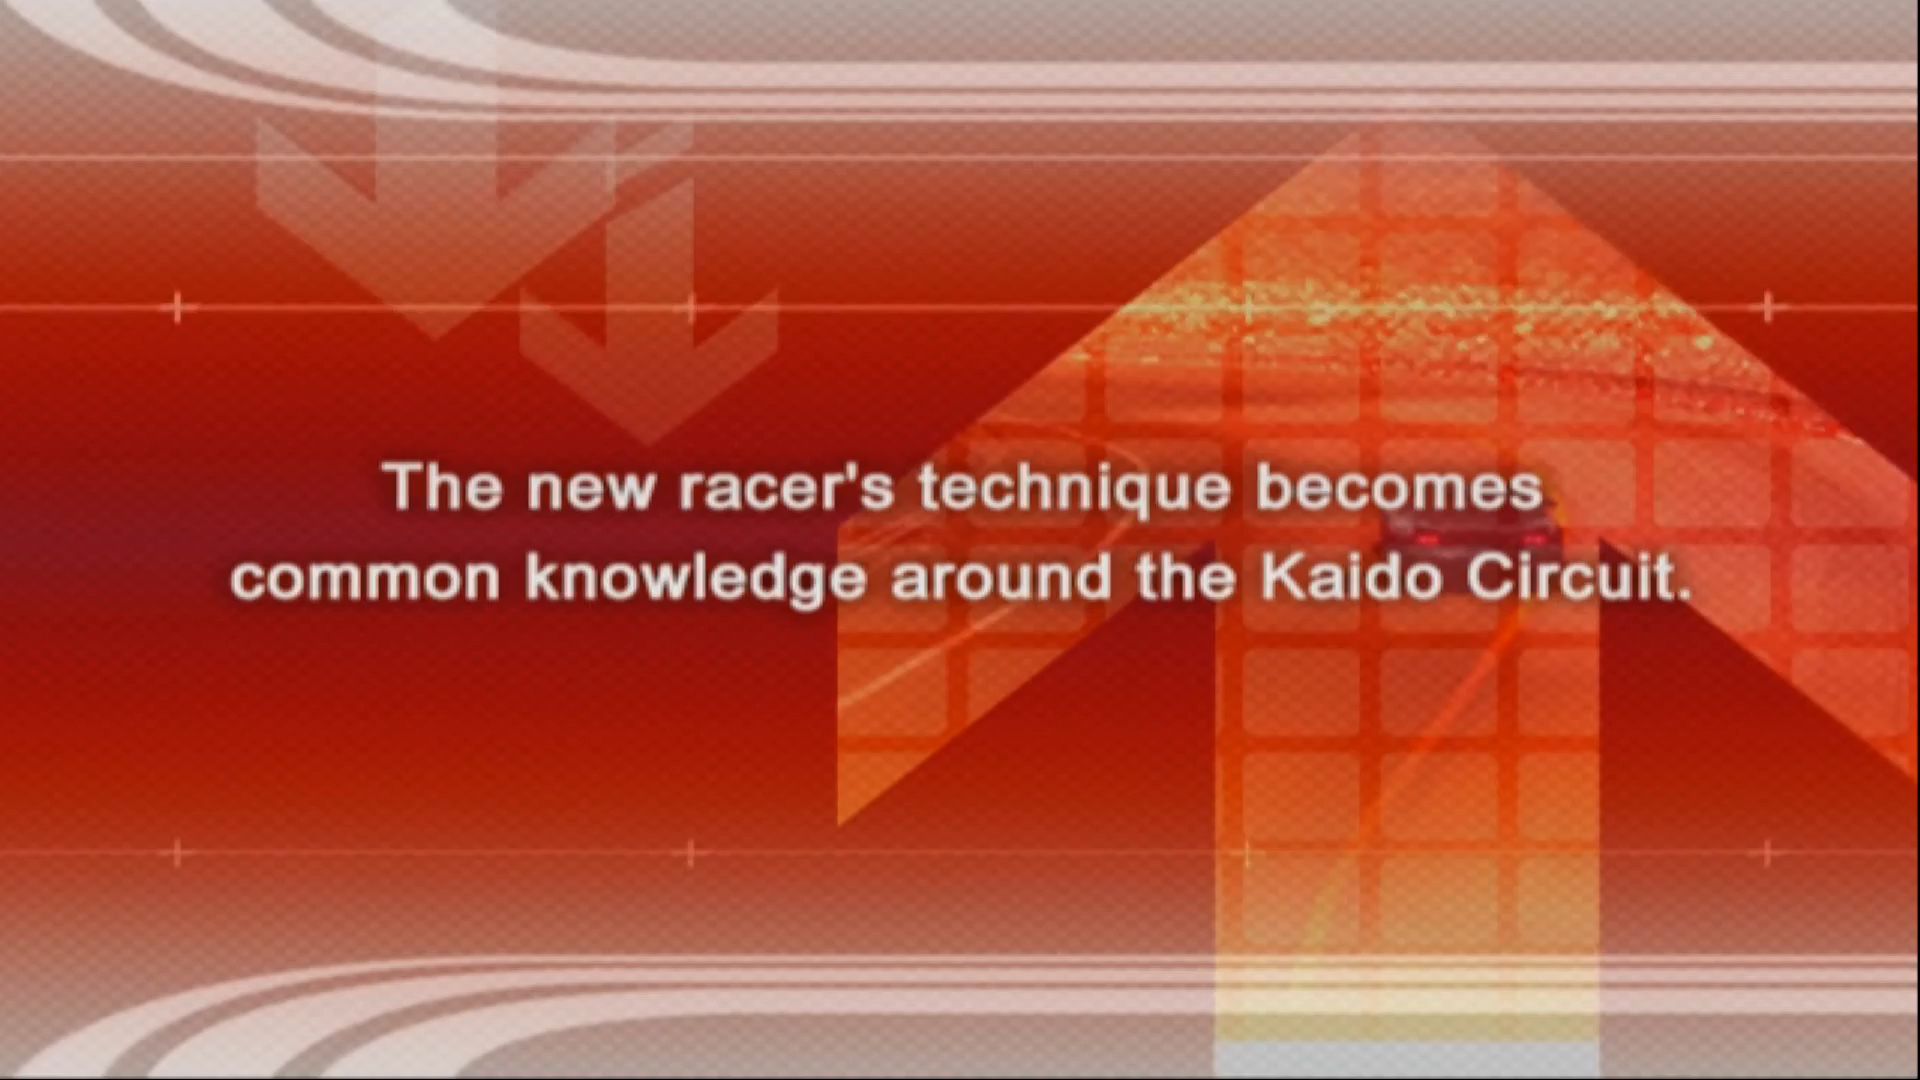 The new racer's technique becomes
common knowledge around the Kaido Circuit.